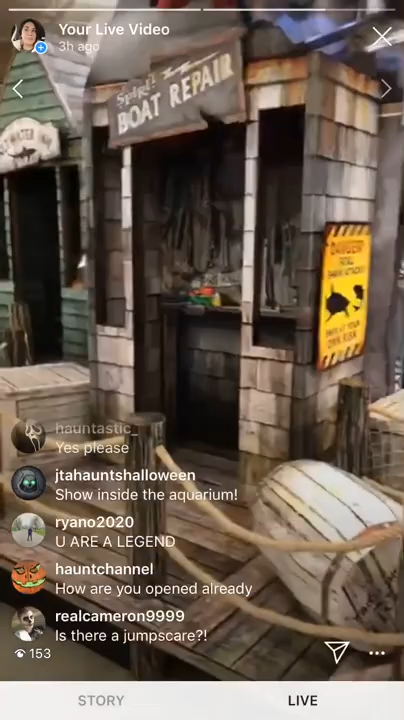 Your Live Video
3h ago
BOAT REPAIR
DANGER!
hauntastic_
Yes please
jtahauntshalloween
Show inside the aquarium!
ryano2020
U ARE A LEGEND
hauntchannel
How are you opened already
realcameron9999
Is there a jumpscare?!
153
STORY
LIVE